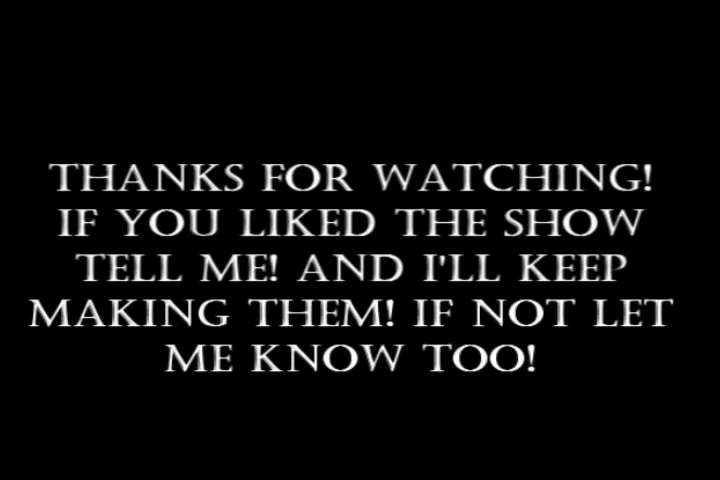 THANKS FOR WATCHING!
IF YOU LIKED THE SHOW
TELL ME! AND I'LL KEEP
MAKING THEM! IF NOT LET
ME KNOW TOO!